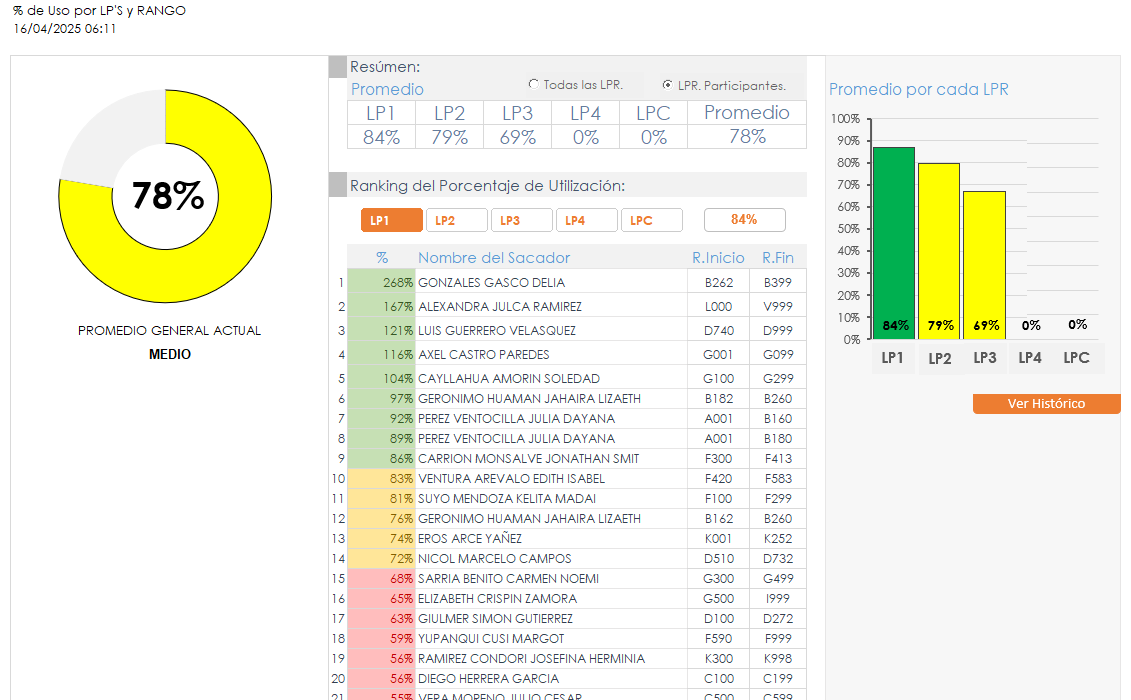 % de Uso por LP'S y RANGO
16/04/2025 06:11
78%
PROMEDIO GENERAL ACTUAL
MEDIO
Resúmen:
Promedio
Todas las LPR.
LPR. Participantes.
LP1 LP2 LP3 LP4 LPC Promedio
84% 79% 69% 0% 0% 78%
Ranking del Porcentaje de Utilización:
LP1 LP2 LP3 LP4 LPC 84%
% Nombre del Sacador R.Inicio R.Fin
1 268% GONZALES GASCO DELIA B262 B399
2 167% ALEXANDRA JULCA RAMIREZ L000 V999
3 121% LUIS GUERRERO VELASQUEZ D740 D999
4 116% AXEL CASTRO PAREDES G001 G099
5 104% CAYLLAHUA AMORIN SOLEDAD G100 G299
6 97% GERONIMO HUAMAN JAHAIRA LIZAETH B182 B260
7 92% PEREZ VENTOCILLA JULIA DAYANA A001 B160
8 89% PEREZ VENTOCILLA JULIA DAYANA A001 B180
9 86% CARRION MONSALVE JONATHAN SMIT F300 F413
10 83% VENTURA AREVALO EDITH ISABEL F420 F583
11 81% SUYO MENDOZA KELITA MADAI F100 F299
12 76% GERONIMO HUAMAN JAHAIRA LIZAETH B162 B260
13 74% EROS ARCE YAÑEZ K001 K252
14 72% NICOL MARCELO CAMPOS D510 D732
15 68% SARRIA BENITO CARMEN NOEMI G300 G499
16 65% ELIZABETH CRISPIN ZAMORA G500 I999
17 63% GIULMER SIMON GUTIERREZ D100 D272
18 59% YUPANQUI CUSI MARGOT F590 F999
19 56% RAMIREZ CONDORI JOSEFINA HERMINIA K300 K998
20 56% DIEGO HERRERA GARCIA C100 C199
21 55% VERA MORENO JULIO CESAR C500 C599
Promedio por cada LPR
100%
90%
80%
70%
60%
50%
40%
30%
20%
10%
0%
84% 79% 69% 0% 0%
LP1 LP2 LP3 LP4 LPC
Ver Histórico